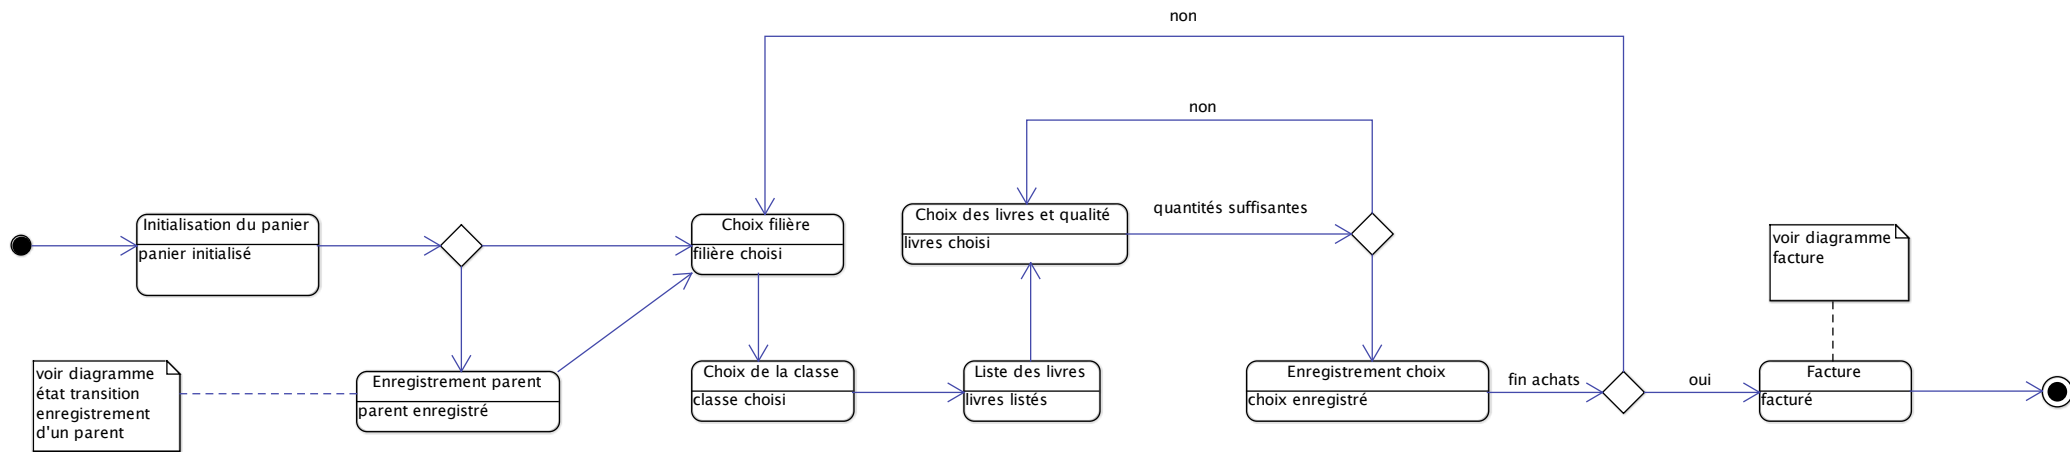 non
non
Initialisation du panier
panier initialisé
Choix filière
filière choisi
Choix des livres et qualité
livres choisi
quantités suffisantes
voir diagramme
facture
voir diagramme
état transition
enregistrement
d'un parent
Enregistrement parent
parent enregistré
Choix de la classe
classe choisi
Liste des livres
livres listés
Enregistrement choix
choix enregistré
fin achats
oui
Facture
facturé